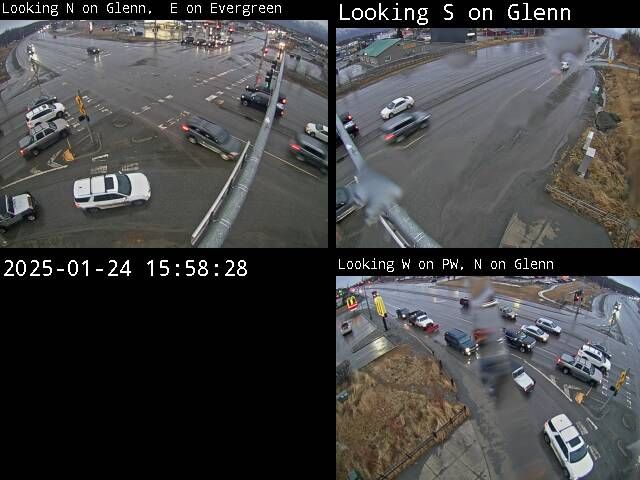 Looking N on Glenn, E on Evergreen
Looking S on Glenn
2025-01-24 15:58:28
Looking W on PW, N on Glenn